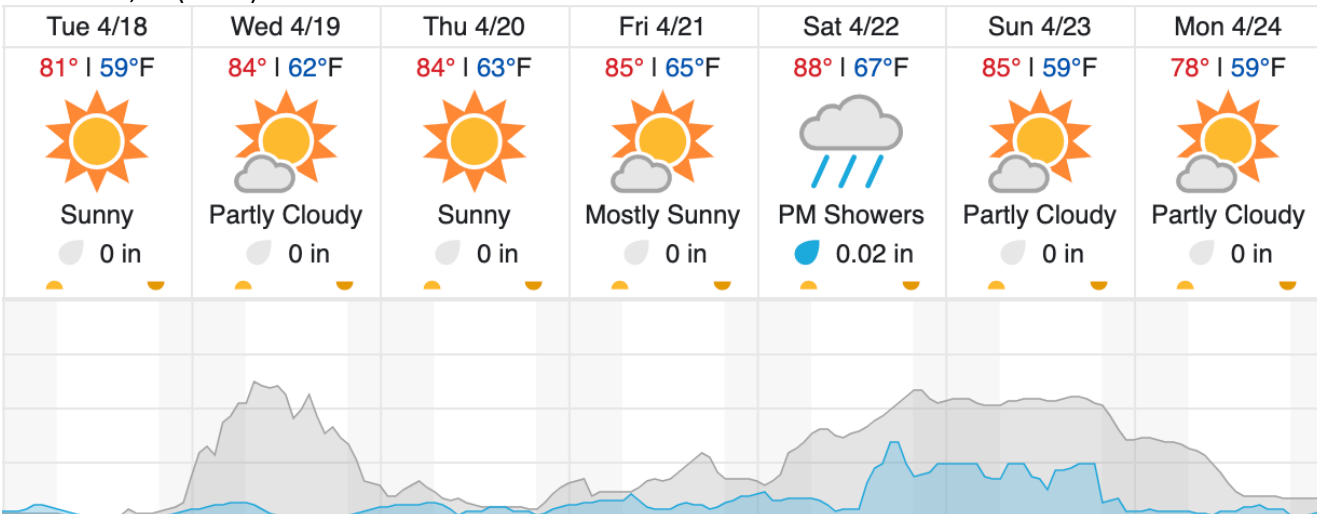 Tue 4/18 Wed 4/19 Thu 4/20 Fri 4/21 Sat 4/22 Sun 4/23 Mon 4/24
81° | 59°F 84° | 62°F 84° | 63°F 85° | 65°F 88° | 67°F 85° | 59°F 78° | 59°F
Sunny Partly Cloudy Sunny Mostly Sunny PM Showers Partly Cloudy Partly Cloudy
0 in 0 in 0 in 0 in 0.02 in 0 in 0 in